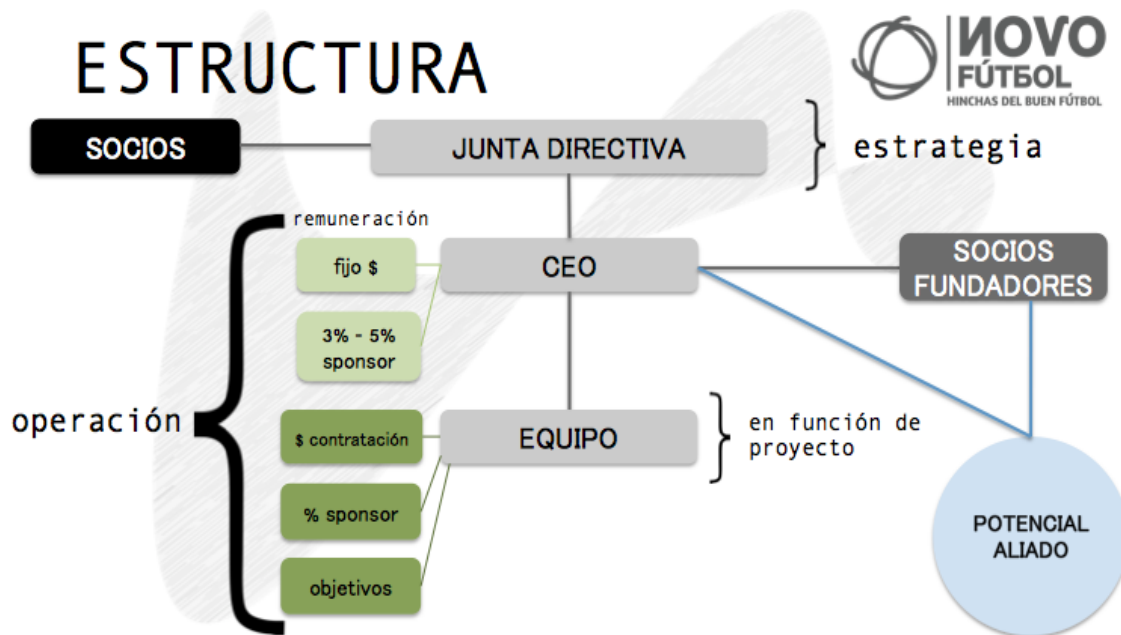 ESTRUCTURA
NOVO
FÚTBOL
HINCHAS DEL BUEN FÚTBOL
SOCIOS
JUNTA DIRECTIVA
estrategia
remuneración
fijo $
CEO
SOCIOS
FUNDADORES
3% - 5%
sponsor
operación
$ contratación
EQUIPO
en función de
proyecto
% sponsor
objetivos
POTENCIAL
ALIADO